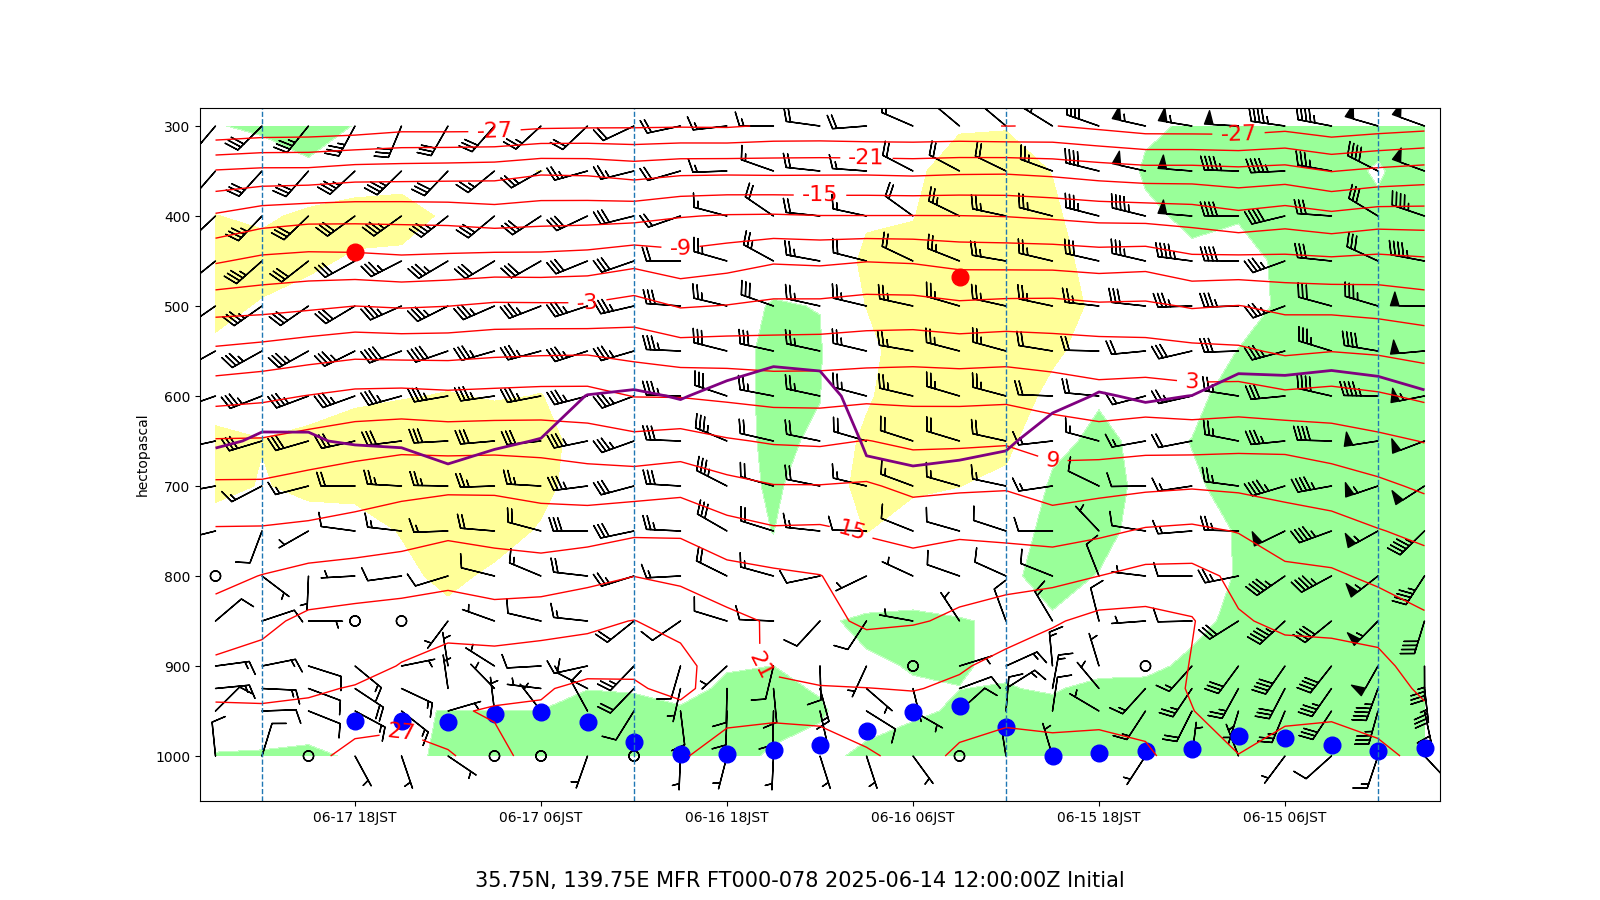 300
400
500
600
700
800
900
1000
hectopascal
-27
-27
-21
-15
-9
-3
3
9
15
21
27
06-17 18JST
06-17 06JST
06-16 18JST
06-16 06JST
06-15 18JST
06-15 06JST
35.75N, 139.75E MFR FT000-078 2025-06-14 12:00:00Z Initial